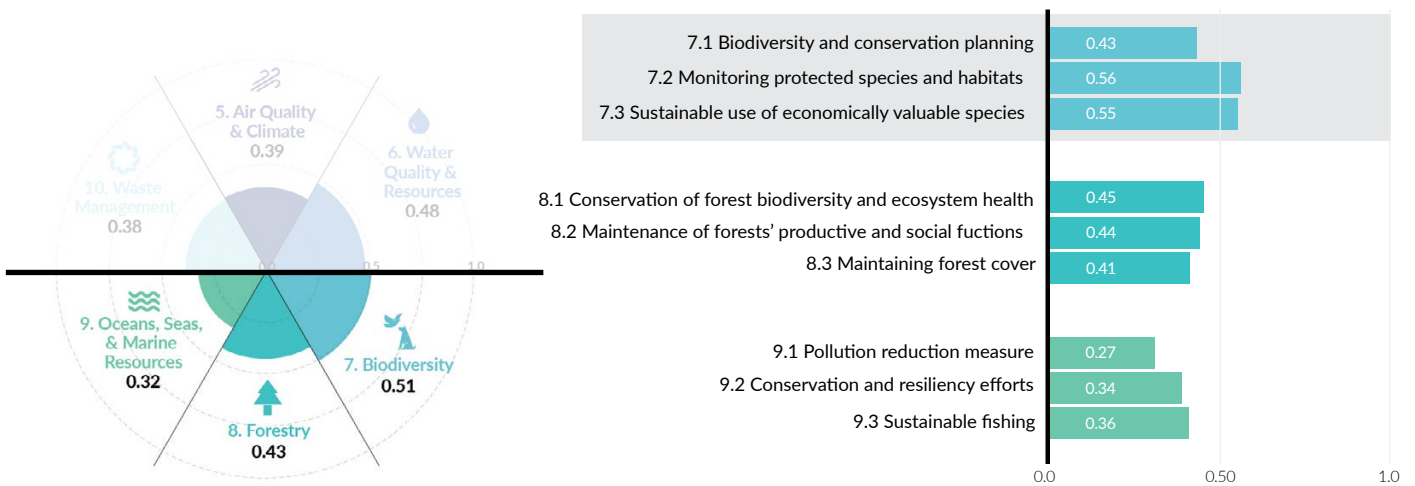 5. Air Quality
& Climate
0.39
6. Water
Quality &
Resources
0.48
10. Waste
Management
0.38
0.0
0.5
1.0
9. Oceans, Seas,
& Marine
Resources
0.32
7. Biodiversity
0.51
8. Forestry
0.43
7.1 Biodiversity and conservation planning
0.43
7.2 Monitoring protected species and habitats
0.56
7.3 Sustainable use of economically valuable species
0.55
8.1 Conservation of forest biodiversity and ecosystem health
0.45
8.2 Maintenance of forests’ productive and social fuctions
0.44
8.3 Maintaining forest cover
0.41
9.1 Pollution reduction measure
0.27
9.2 Conservation and resiliency efforts
0.34
9.3 Sustainable fishing
0.36
0.0
0.50
1.0